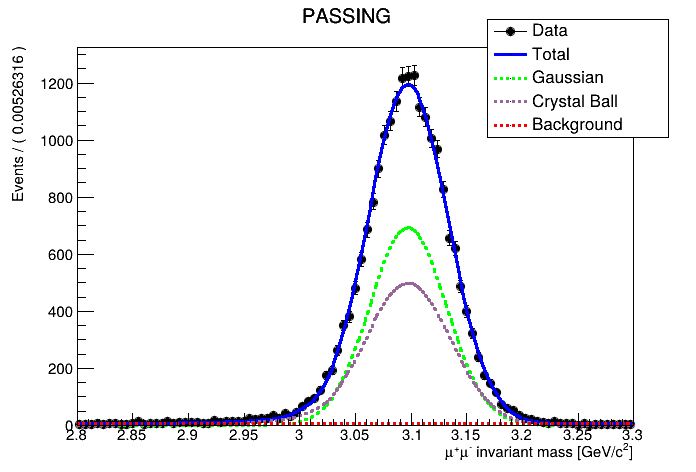 PASSING
Data
Total
Gaussian
Crystal Ball
Background
Events / ( 0.00526316 )
1200
1000
800
600
400
200
0
2.8 2.85 2.9 2.95 3 3.05 3.1 3.15 3.2 3.25 3.3
μ⁺μ⁻ invariant mass [GeV/c²]